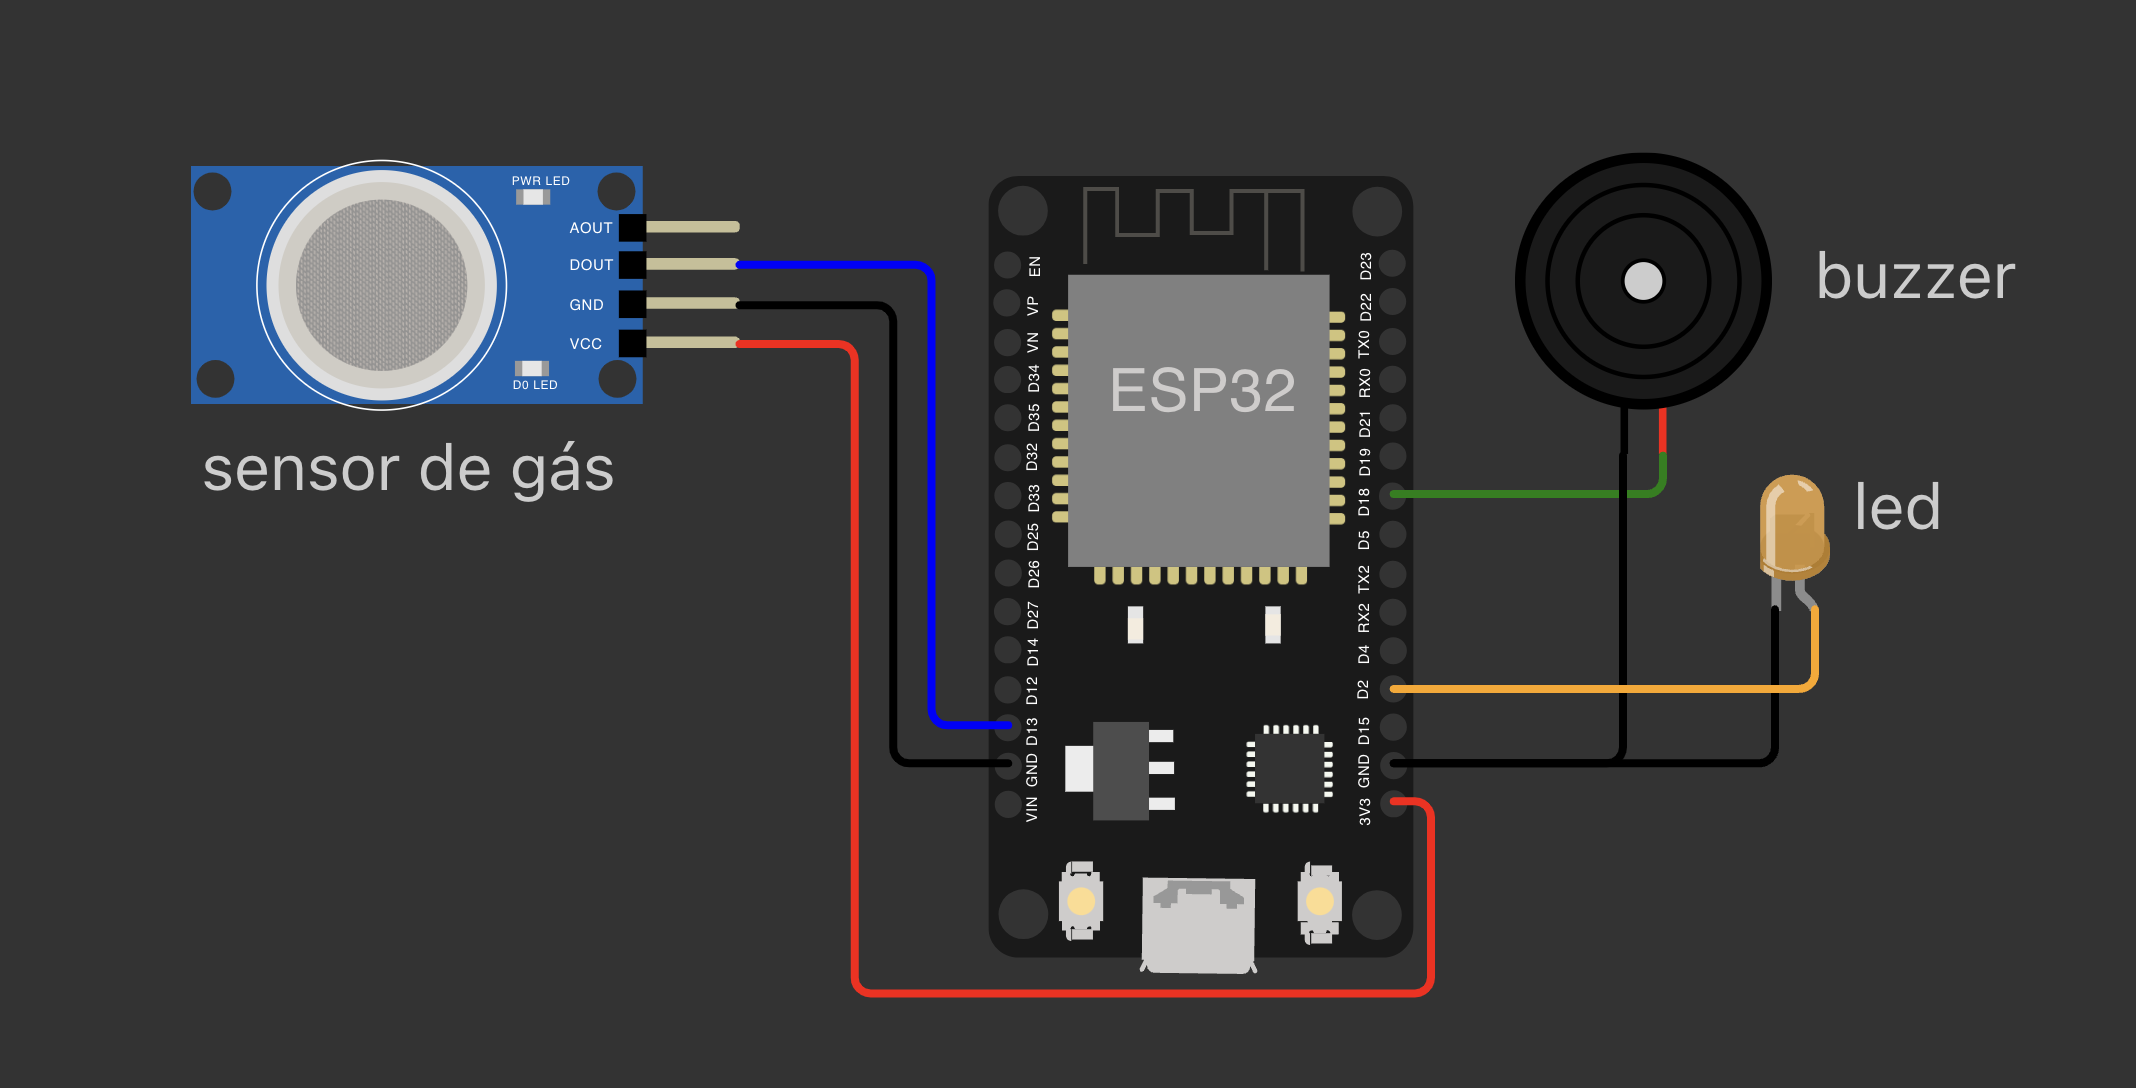 PWR LED
AOUT
DOUT
GND
VCC
D0 LED
sensor de gás
EN
VP
VN
D34
D35
D32
D33
D25
D26
D27
D14
D12
D13
GND
VIN
ESP32
D23
D22
TX0
RX0
D21
D19
D18
D5
TX2
RX2
D4
D2
D15
GND
3V3
buzzer
led